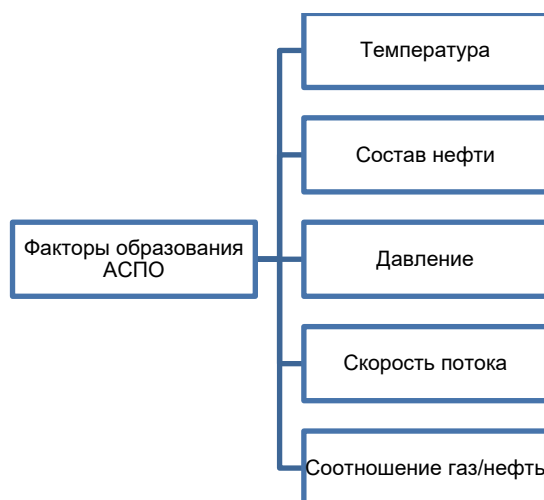 Температура
Состав нефти
Факторы образования
АСПО
Давление
Скорость потока
Соотношение газ/нефть